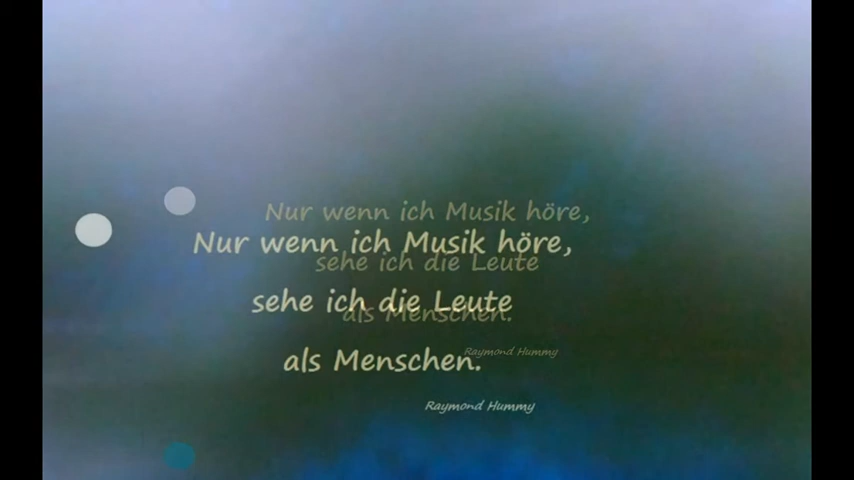 Nur wenn ich Musik höre,
Nur wenn ich Musik höre,
sehe ich die Leute
sehe ich die Leute
als Menschen.
Raymond Hummy
als Menschen.
Raymond Hummy